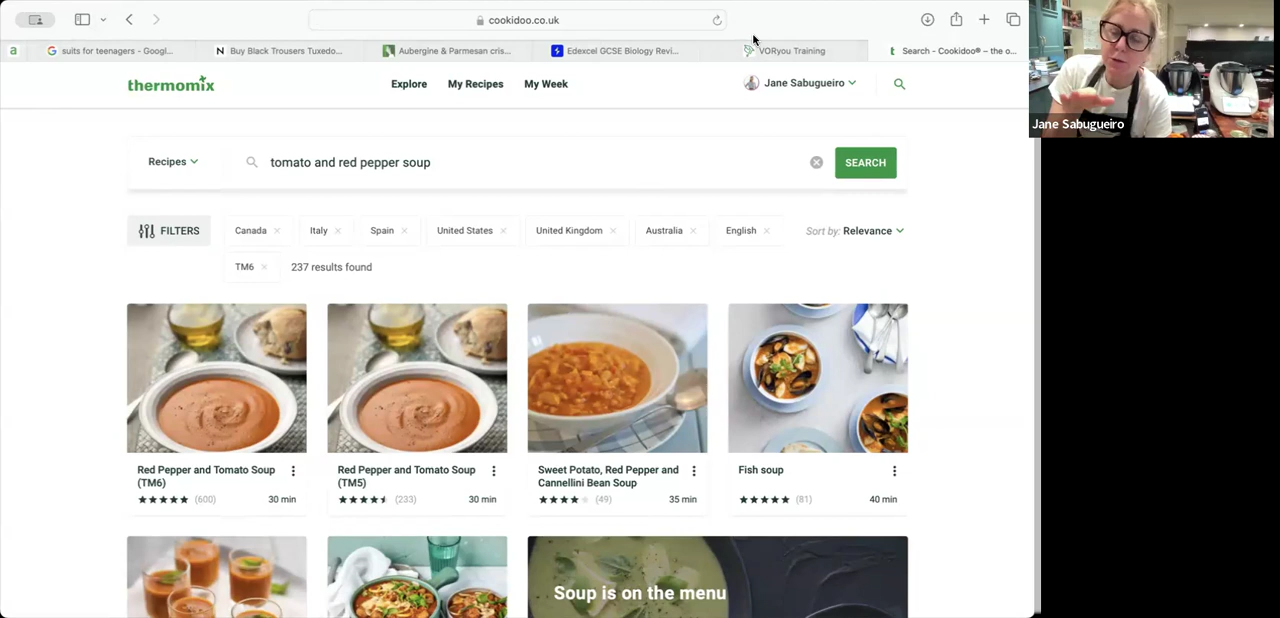 cookidoo.co.uk
a
suits for teenagers - Googl...
Buy Black Trousers Tuxedo...
Aubergine & Parmesan cris...
Edexcel GCSE Biology Revi...
VORyou Training
Search - Cookidoo® – the o...
thermomix
Explore
My Recipes
My Week
Jane Sabugueiro
Jane Sabugueiro
Recipes
tomato and red pepper soup
SEARCH
FILTERS
Canada
Italy
Spain
United States
United Kingdom
Australia
English
Sort by: Relevance
TM6
237 results found
Red Pepper and Tomato Soup
(TM6)
(600)
30 min
Red Pepper and Tomato Soup
(TM5)
(233)
30 min
Sweet Potato, Red Pepper and
Cannellini Bean Soup
(49)
35 min
Fish soup
(81)
40 min
Soup is on the menu